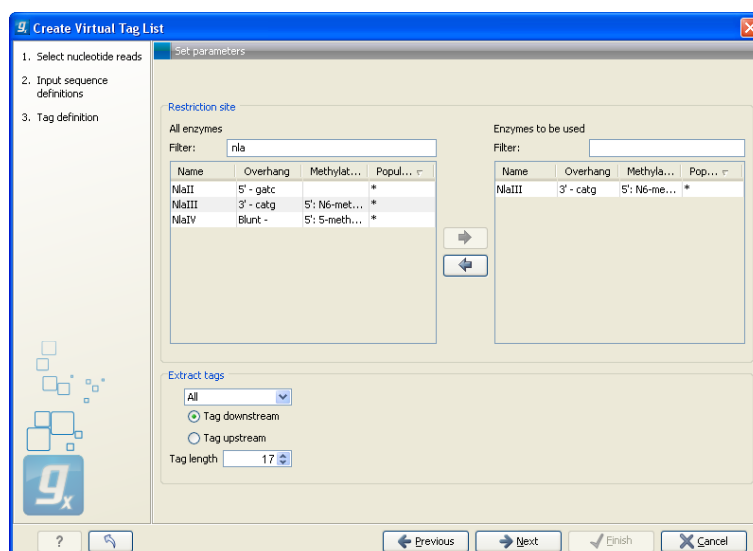 Create Virtual Tag List
1. Select nucleotide reads
2. Input sequence
definitions
3. Tag definition
Set parameters
Restriction site
All enzymes
Filter: nla
Name Overhang Methylat... Popul...
NlaII 5' - gatc *
NlaIII 3' - catg 5': N6-met... *
NlaIV Blunt - 5': 5-meth... *
Enzymes to be used
Filter:
Name Overhang Methyla... Pop...
NlaIII 3' - catg 5': N6-me... *
Extract tags
All
Tag downstream
Tag upstream
Tag length 17
gx
? Previous Next Finish Cancel